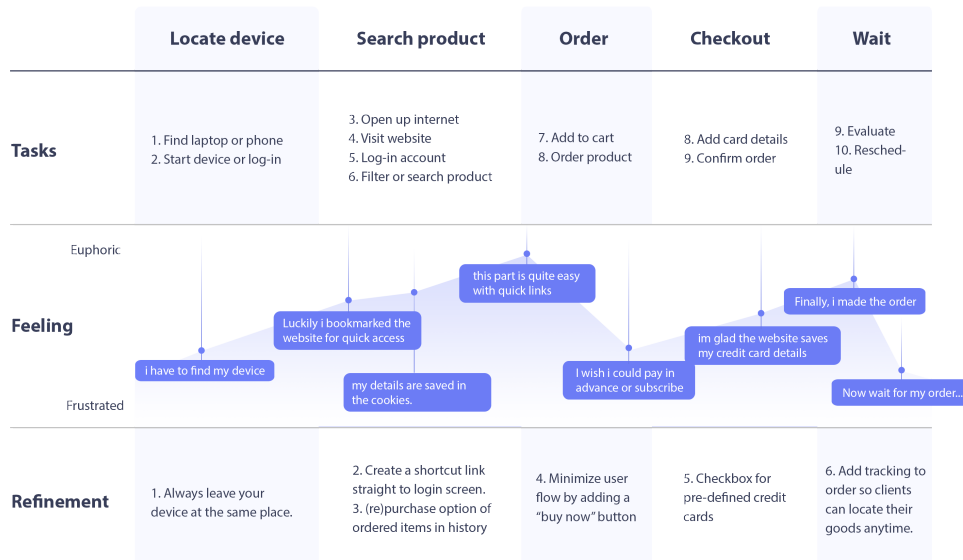 Locate device
Search product
Order
Checkout
Wait
Tasks
1. Find laptop or phone
2. Start device or log-in
3. Open up internet
4. Visit website
5. Log-in account
6. Filter or search product
7. Add to cart
8. Order product
8. Add card details
9. Confirm order
9. Evaluate
10. Resched-
ule
Feeling
Euphoric
Frustrated
i have to find my device
Luckily i bookmarked the
website for quick access
my details are saved in
the cookies.
this part is quite easy
with quick links
I wish i could pay in
advance or subscribe
im glad the website saves
my credit card details
Finally, i made the order
Now wait for my order...
Refinement
1. Always leave your
device at the same place.
2. Create a shortcut link
straight to login screen.
3. (re)purchase option of
ordered items in history
4. Minimize user
flow by adding a
“buy now” button
5. Checkbox for
pre-defined credit
cards
6. Add tracking to
order so clients
can locate their
goods anytime.